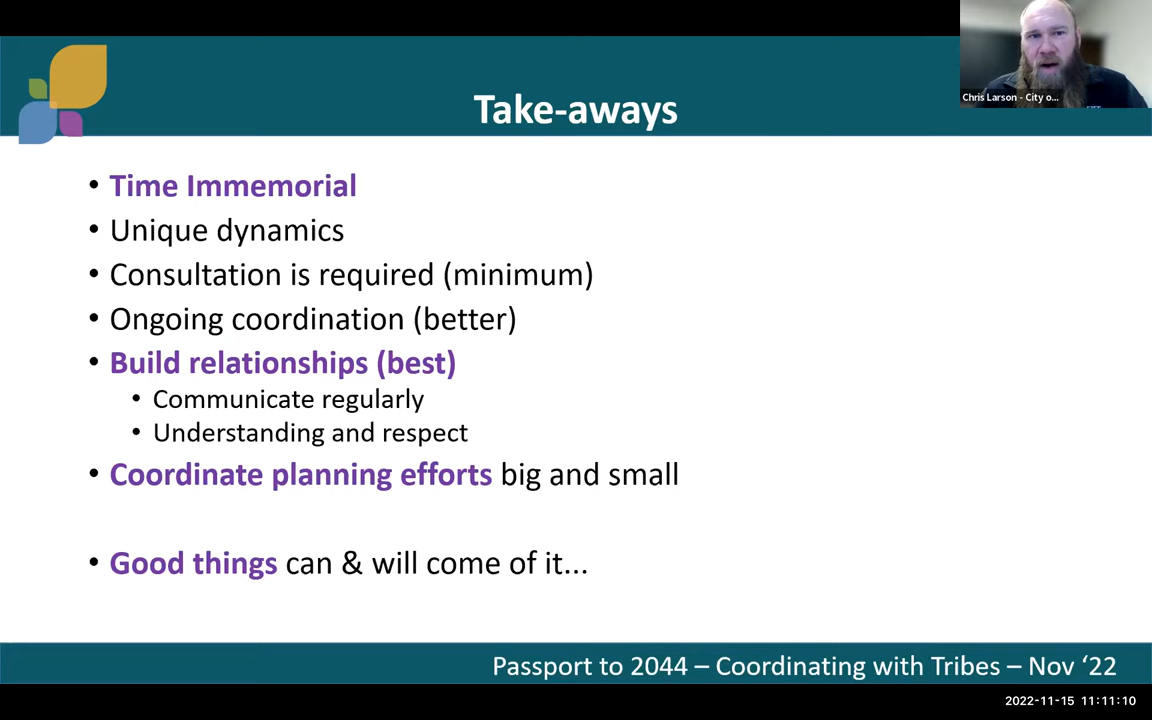 Chris Larson - City o...
Take-aways
• Time Immemorial
• Unique dynamics
• Consultation is required (minimum)
• Ongoing coordination (better)
• Build relationships (best)
• Communicate regularly
• Understanding and respect
• Coordinate planning efforts big and small
• Good things can & will come of it...
Passport to 2044 – Coordinating with Tribes – Nov ‘22
2022-11-15 11:11:10